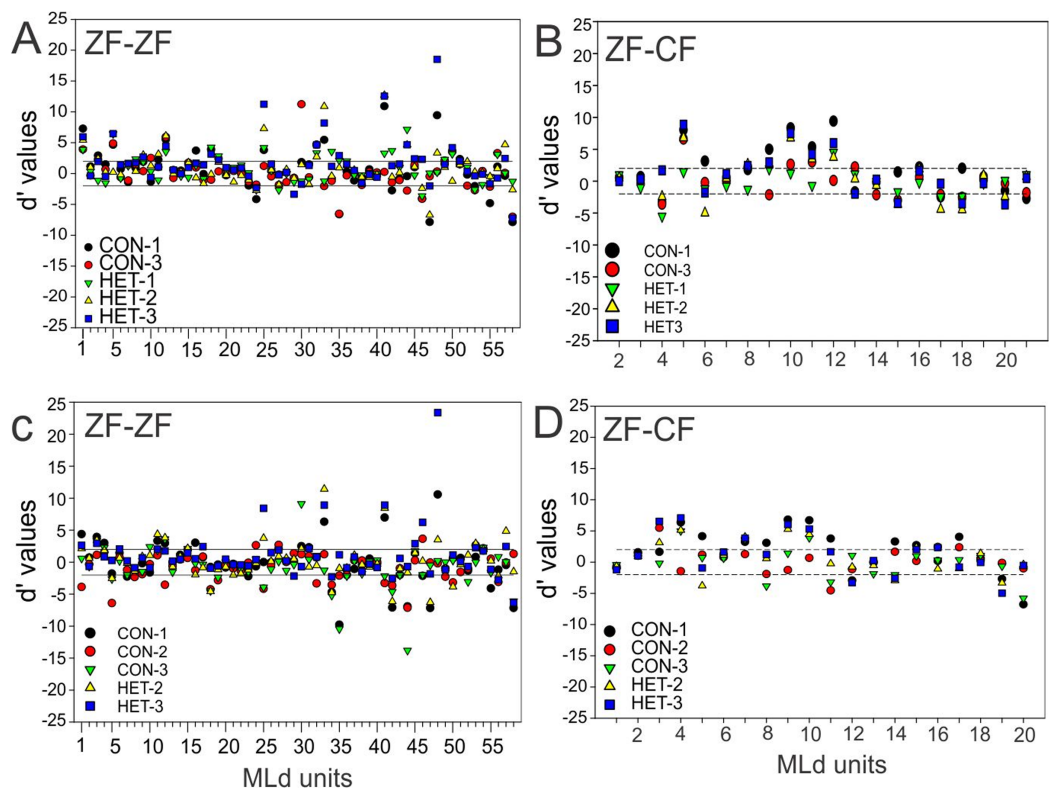 A
ZF-ZF
d' values
25
20
15
10
5
0
-5
-10
-15
-20
-25
CON-1
CON-3
HET-1
HET-2
HET-3
1 5 10 15 20 25 30 35 40 45 50 55
B
ZF-CF
d' values
25
20
15
10
5
0
-5
-10
-15
-20
-25
CON-1
CON-3
HET-1
HET-2
HET3
2 4 6 8 10 12 14 16 18 20
c
ZF-ZF
d' values
25
20
15
10
5
0
-5
-10
-15
-20
-25
CON-1
CON-2
CON-3
HET-2
HET-3
1 5 10 15 20 25 30 35 40 45 50 55
MLd units
D
ZF-CF
d' values
25
20
15
10
5
0
-5
-10
-15
-20
-25
CON-1
CON-2
CON-3
HET-2
HET-3
2 4 6 8 10 12 14 16 18 20
MLd units